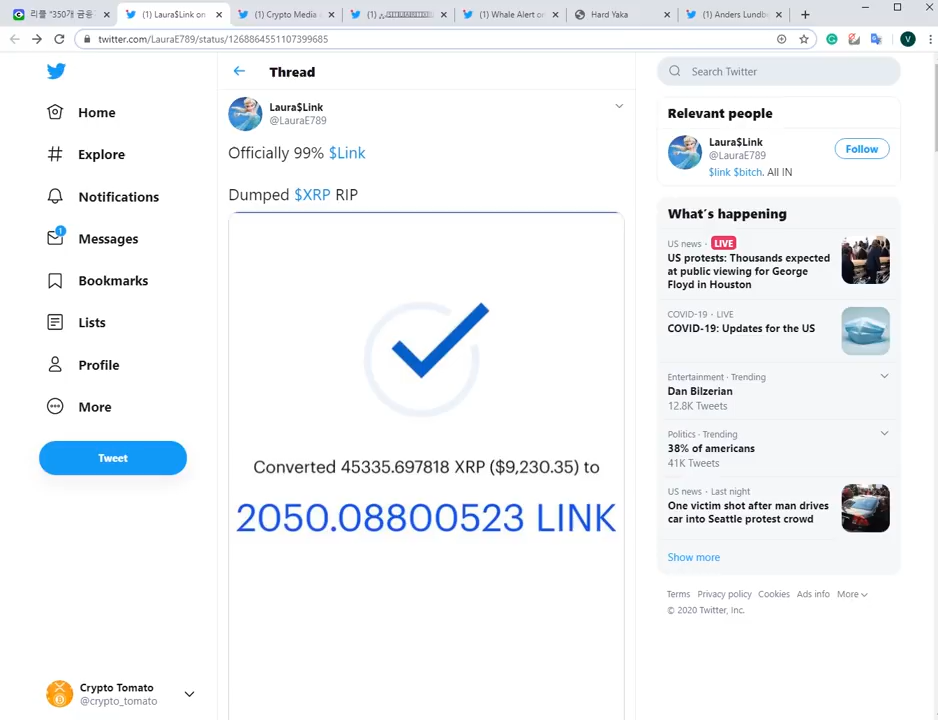 리플 "350개 금융
(1) Laura$Link on
(1) Crypto Media
(1)
(1) Whale Alert on
Hard Yaka
(1) Anders Lundb
twitter.com/LauraE789/status/1268864551107399685
V
Home
Explore
Notifications
1
Messages
Bookmarks
Lists
Profile
More
Tweet
Crypto Tomato
@crypto_tomato
Thread
Laura$Link
@LauraE789
Officially 99% $Link
Dumped $XRP RIP
Converted 45335.697818 XRP ($9,230.35) to
2050.08800523 LINK
Search Twitter
Relevant people
Laura$Link
@LauraE789
Follow
$link $bitch. All IN
What's happening
US news · LIVE
US protests: Thousands expected
at public viewing for George
Floyd in Houston
COVID-19 · LIVE
COVID-19: Updates for the US
Entertainment · Trending
Dan Bilzerian
12.8K Tweets
Politics · Trending
38% of americans
41K Tweets
US news · Last night
One victim shot after man drives
car into Seattle protest crowd
Show more
Terms Privacy policy Cookies Ads info More
© 2020 Twitter, Inc.